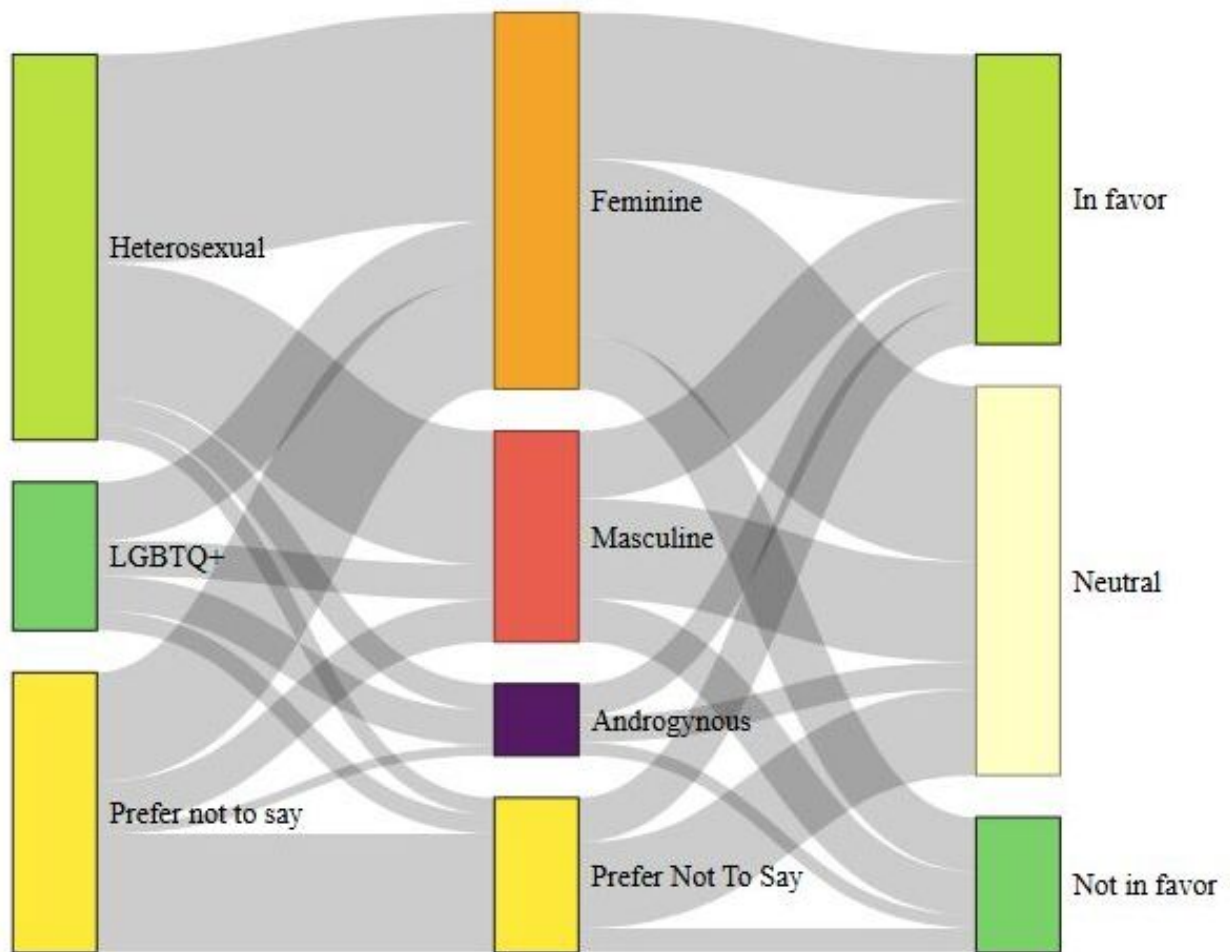 Heterosexual
LGBTQ+
Prefer not to say
Feminine
Masculine
Androgynous
Prefer Not To Say
In favor
Neutral
Not in favor